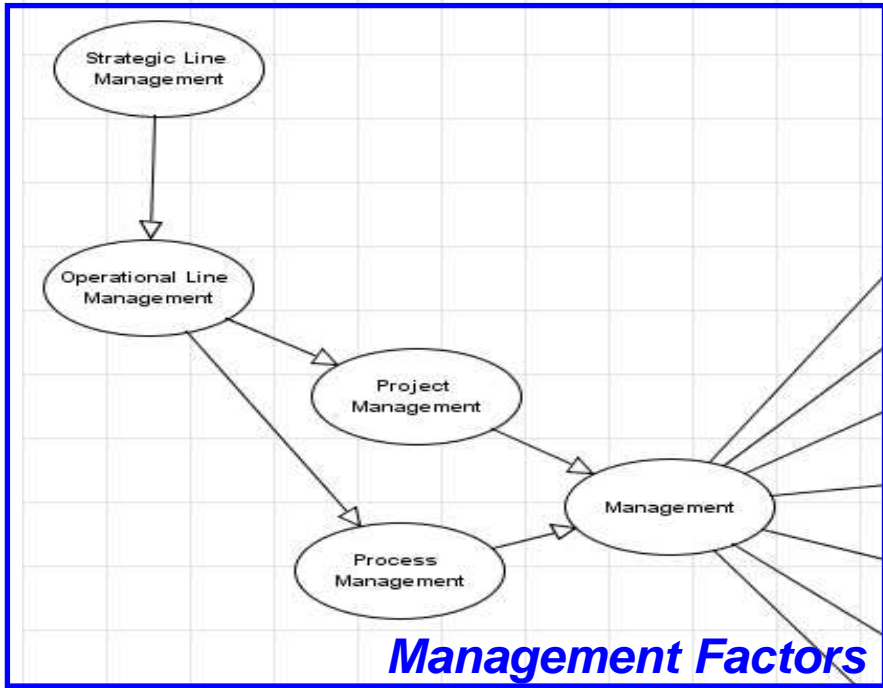 Strategic Line
Management
Operational Line
Management
Project
Management
Management
Process
Management
Management Factors